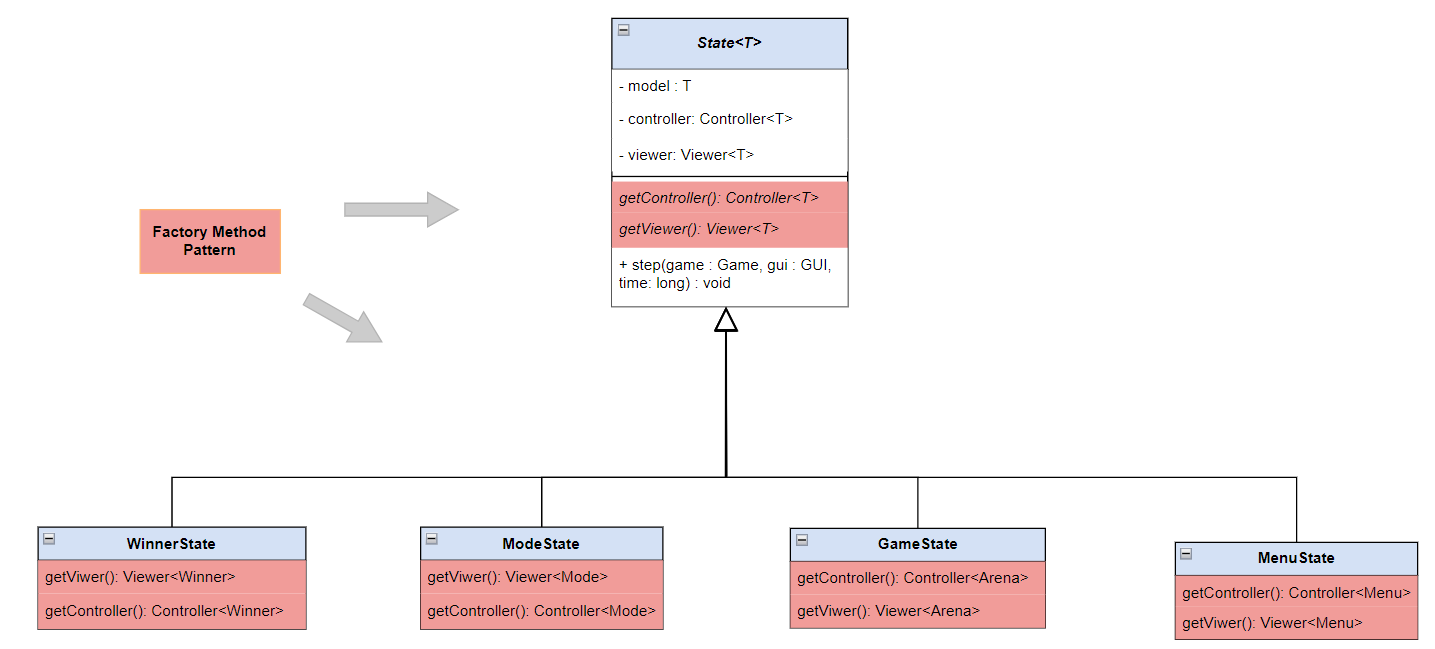 State<T>
- model : T
- controller: Controller<T>
- viewer: Viewer<T>
getController(): Controller<T>
getViewer(): Viewer<T>
+ step(game : Game, gui : GUI,
time: long) : void
Factory Method
Pattern
WinnerState
getViwer(): Viewer<Winner>
getController(): Controller<Winner>
ModeState
getViwer(): Viewer<Mode>
getController(): Controller<Mode>
GameState
getController(): Controller<Arena>
getViwer(): Viewer<Arena>
MenuState
getController(): Controller<Menu>
getViwer(): Viewer<Menu>